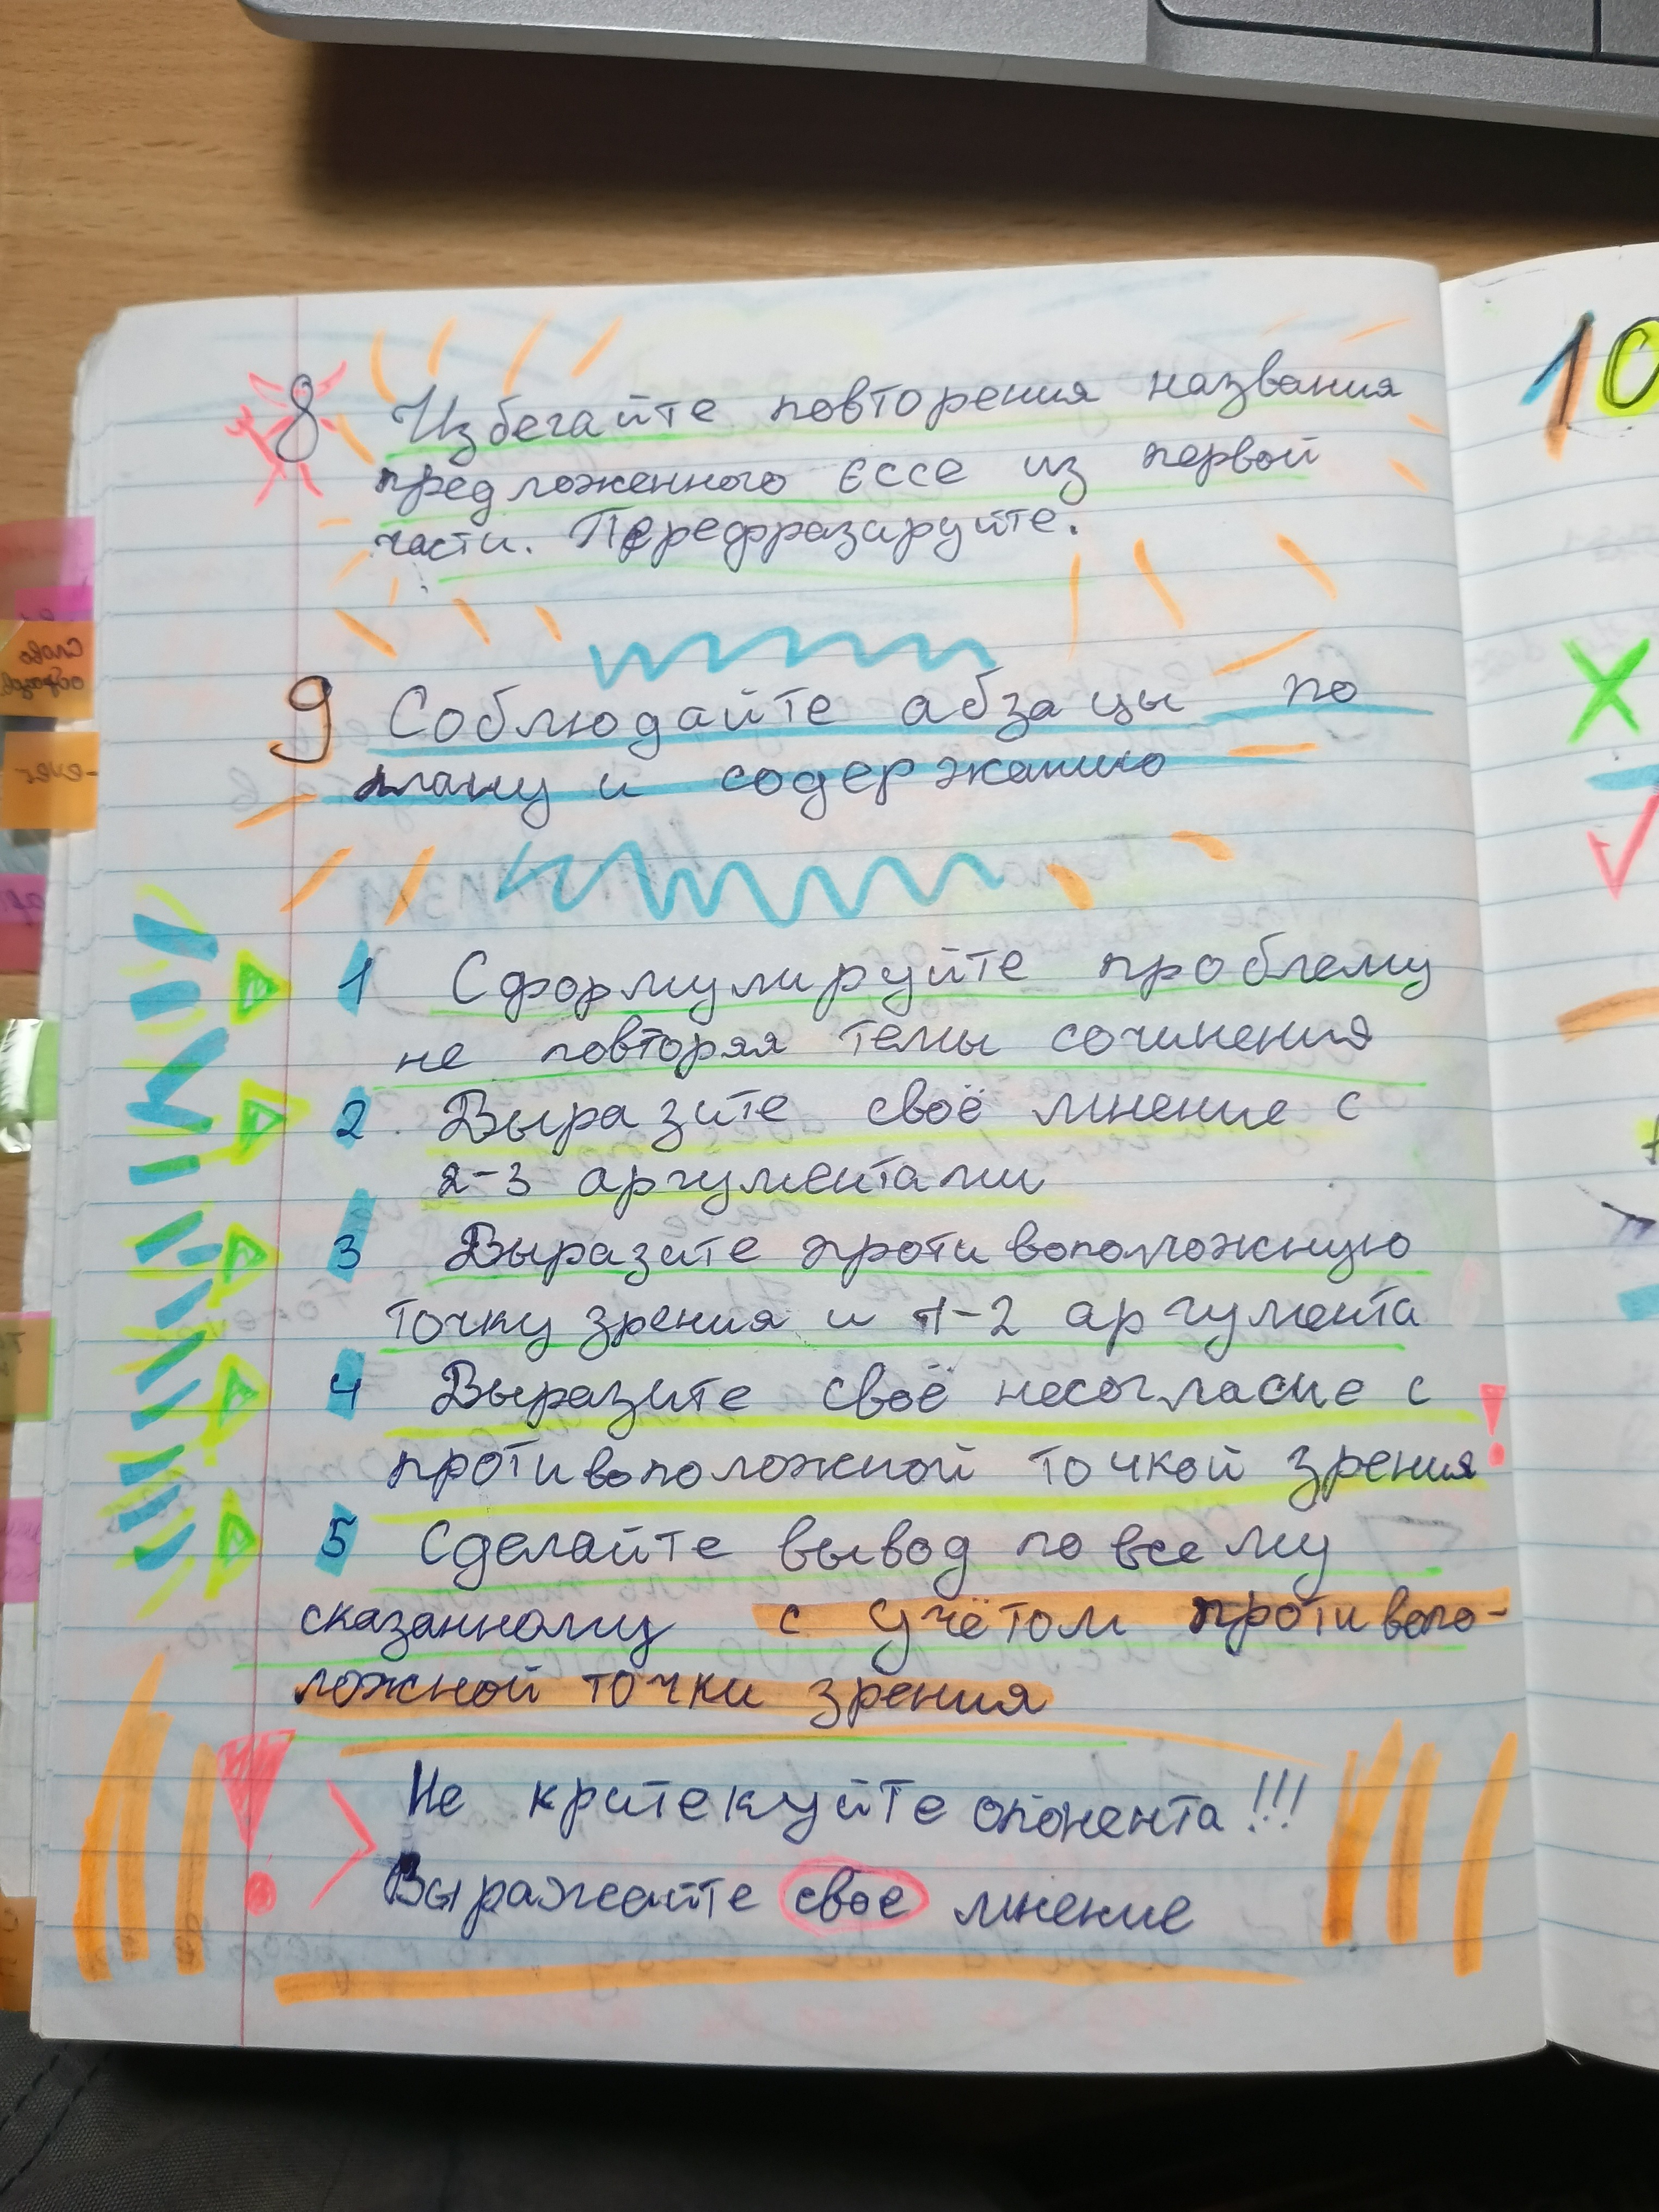 8 Избегайте повторения названия
предложенного ессе из первой
части. Перефразируйте.
9 Соблюдайте абзацы по
плану и содержанию
1 Сформулируйте проблему
не повторяя темы сочинения
2. Выразите своё мнение с
2-3 аргументами
3 Выразите противоположную
точку зрения и 1-2 аргумента
4 Выразите своё несогласие с
противоположной точкой зрения!
5 Сделайте вывод по всему
сказанному с учётом противопо-
ложной точки зрения
! Не критекуйте опонента!!!
Выражайте свое мнение
10
Слово
образов
-ever